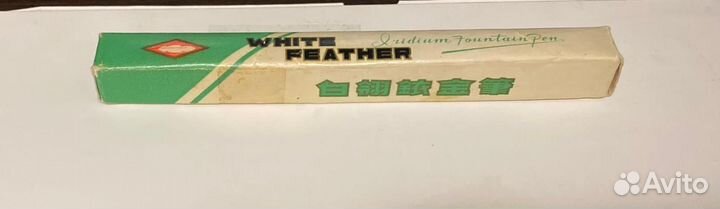 WHITE Iridium Fountain Pen
FEATHER
白翎銥金筆
Avito